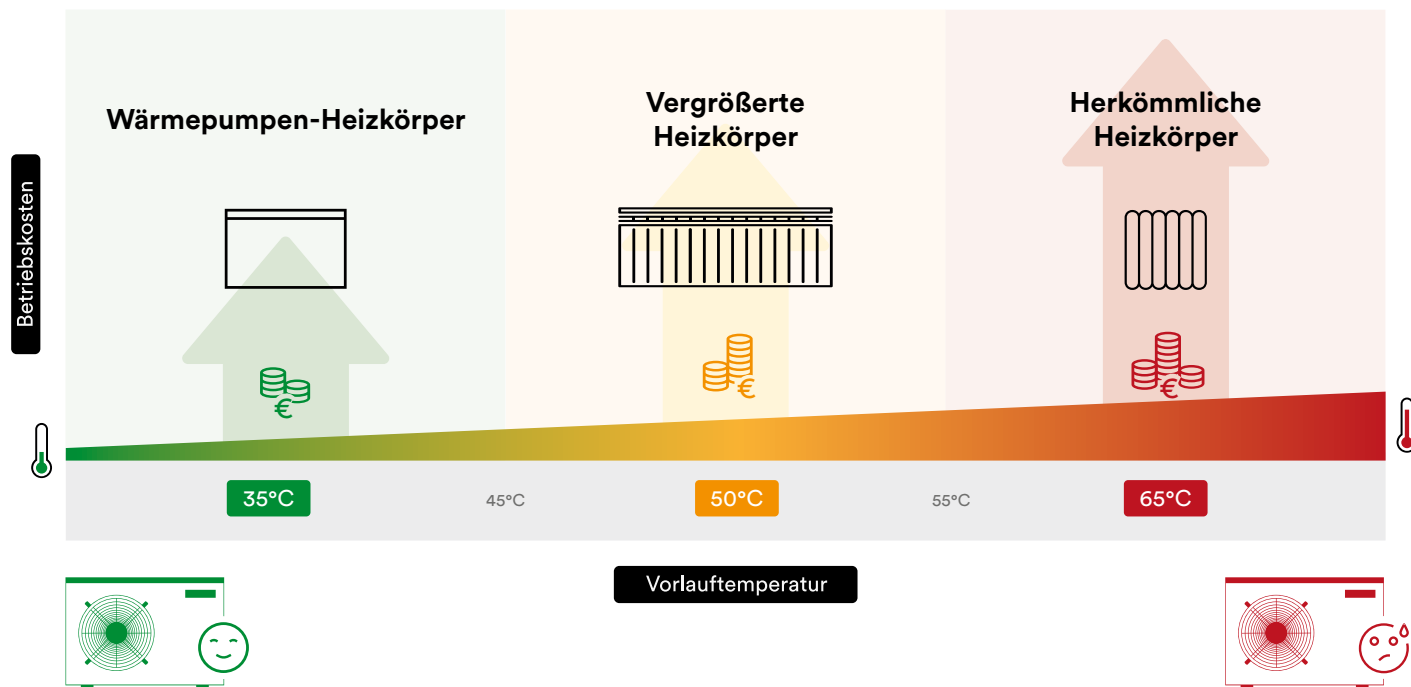 Wärmepumpen-Heizkörper
Vergrößerte
Heizkörper
Herkömmliche
Heizkörper
Betriebskosten
€
€
€
35°C
45°C
50°C
55°C
65°C
Vorlauftemperatur